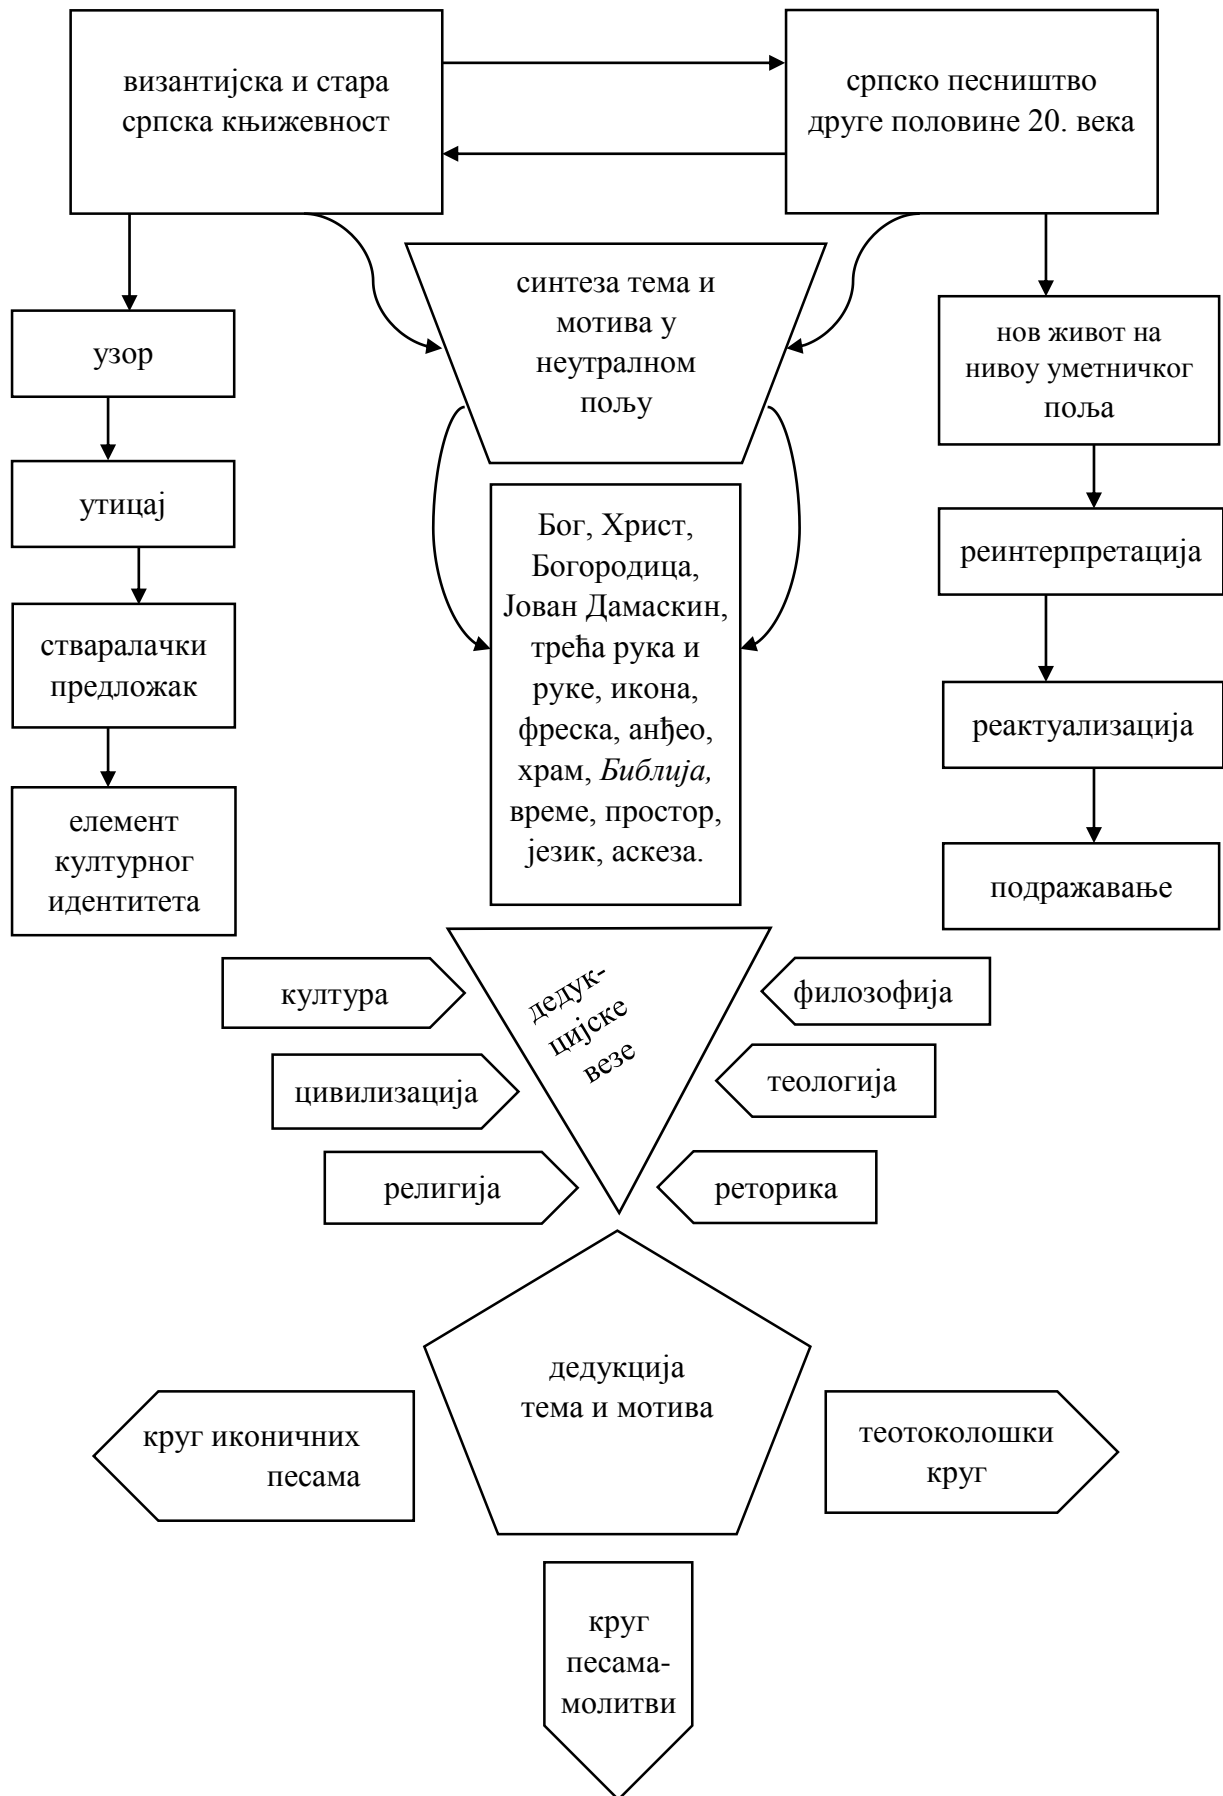 византијска и стара
српска књижевност
српско песништво
друге половине 20. века
синтеза тема и
мотива у
неутралном
пољу
узор
утицај
стваралачки
предложак
елемент
културног
идентитета
нов живот на
нивоу уметничког
поља
реинтерпретација
реактуализација
подражавање
Бог, Христ,
Богородица,
Јован Дамаскин,
трећа рука и
руке, икона,
фреска, анђео,
храм, Библија,
време, простор,
језик, аскеза.
дедук-
цијске
везе
култура
цивилизација
религија
филозофија
теологија
реторика
дедукција
тема и мотива
круг иконичних
песама
теотоколошки
круг
круг
песама-
молитви